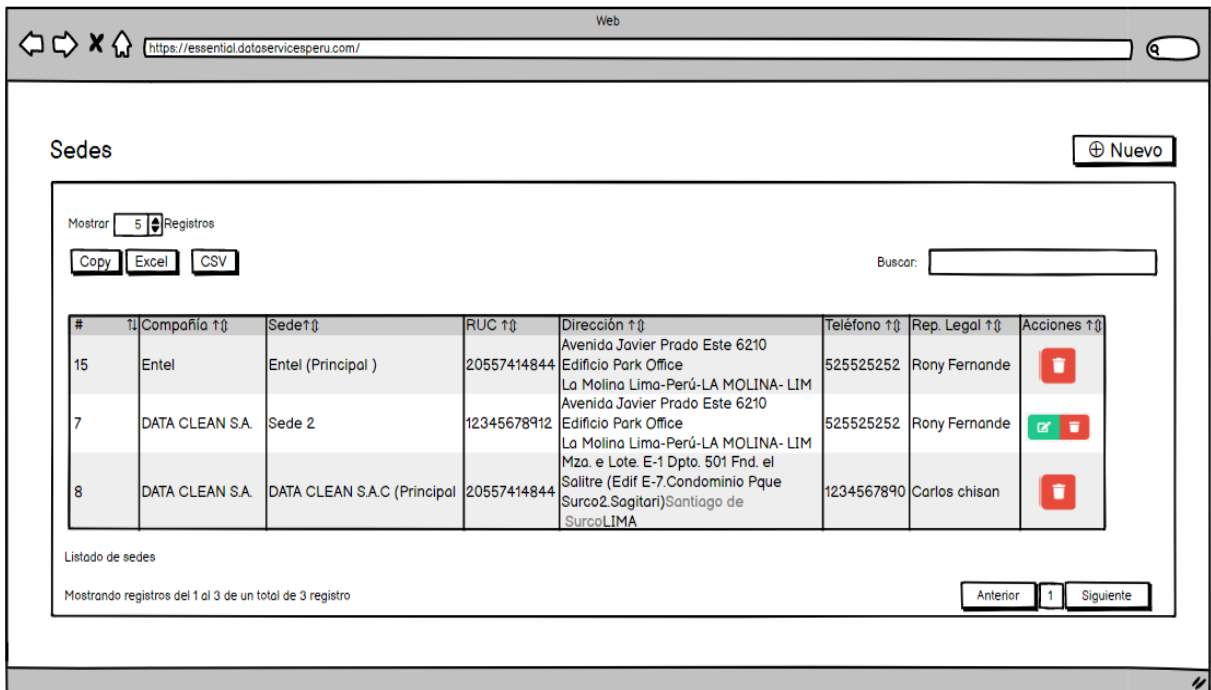 Web
https://essential.dataservicesperu.com/
Sedes
Nuevo
Mostrar 5 Registros
Copy Excel CSV
Buscar:
# Compañía Sede RUC Dirección Teléfono Rep. Legal Acciones
15 Entel Entel (Principal ) 20557414844 Avenida Javier Prado Este 6210
Edificio Park Office
La Molina Lima-Perú-LA MOLINA- LIM
525525252 Rony Fernande
7 DATA CLEAN S.A. Sede 2 12345678912 Avenida Javier Prado Este 6210
Edificio Park Office
La Molina Lima-Perú-LA MOLINA- LIM
525525252 Rony Fernande
8 DATA CLEAN S.A. DATA CLEAN S.A.C (Principal 20557414844 Mza. e Lote. E-1 Dpto. 501 Fnd. el
Salitre (Edif E-7.Condominio Pque
Surco2.Sagitari)Santiago de
SurcoLIMA
1234567890 Carlos chisan
Listado de sedes
Mostrando registros del 1 al 3 de un total de 3 registro
Anterior 1 Siguiente